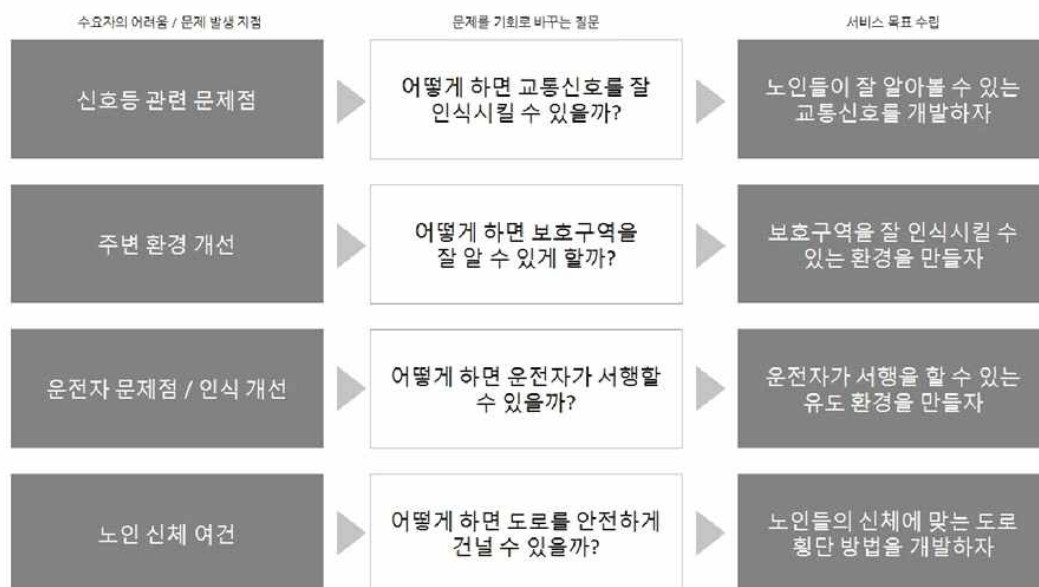 수요자의 어려움 / 문제 발생 지점
문제를 기회로 바꾸는 질문
서비스 목표 수립
신호등 관련 문제점
어떻게 하면 교통신호를 잘
인식시킬 수 있을까?
노인들이 잘 알아볼 수 있는
교통신호를 개발하자
주변 환경 개선
어떻게 하면 보호구역을
잘 알 수 있게 할까?
보호구역을 잘 인식시킬 수
있는 환경을 만들자
운전자 문제점 / 인식 개선
어떻게 하면 운전자가 서행할
수 있을까?
운전자가 서행을 할 수 있는
유도 환경을 만들자
노인 신체 여건
어떻게 하면 도로를 안전하게
건널 수 있을까?
노인들의 신체에 맞는 도로
횡단 방법을 개발하자